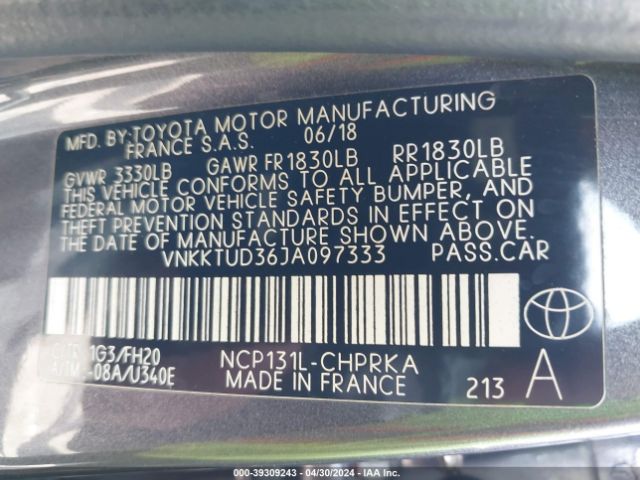 MFD. BY:TOYOTA MOTOR MANUFACTURING
FRANCE S.A.S. 06/18
GVWR 3330LB GAWR FR1830LB RR1830LB
THIS VEHICLE CONFORMS TO ALL APPLICABLE
FEDERAL MOTOR VEHICLE SAFETY BUMPER, AND
THEFT PREVENTION STANDARDS IN EFFECT ON
THE DATE OF MANUFACTURE SHOWN ABOVE.
VNKKTUD36JA097333 PASS.CAR
C/TR 1G3/FH20 NCP131L-CHPRKA
A/TM -08A/U340E MADE IN FRANCE 213 A
000-39309243 - 04/30/2024 - IAA Inc.